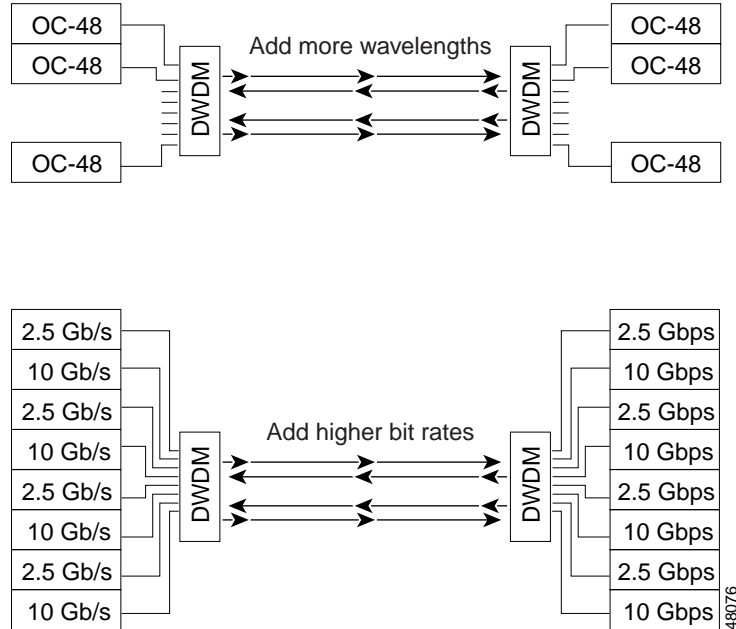 OC-48
OC-48
OC-48
DWDM
Add more wavelengths
DWDM
OC-48
OC-48
OC-48
2.5 Gb/s
10 Gb/s
2.5 Gb/s
10 Gb/s
2.5 Gb/s
10 Gb/s
2.5 Gb/s
10 Gb/s
DWDM
Add higher bit rates
DWDM
2.5 Gbps
10 Gbps
2.5 Gbps
10 Gbps
2.5 Gbps
10 Gbps
2.5 Gbps
10 Gbps
48076